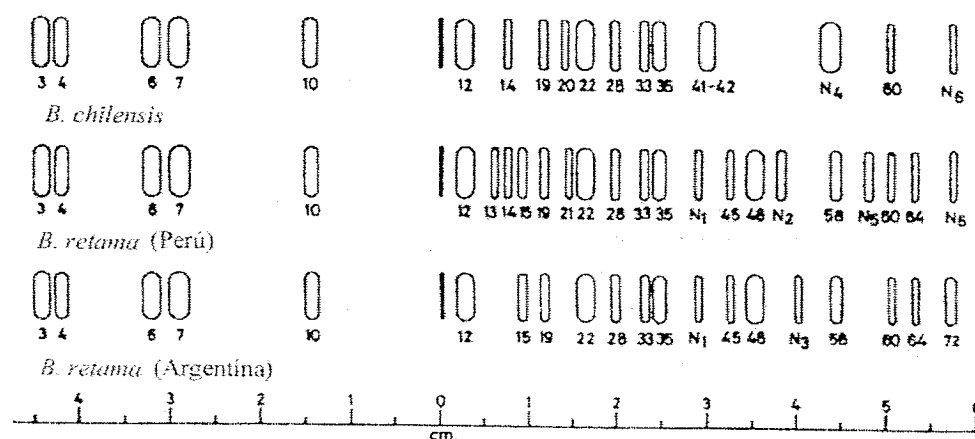 3 4 6 7 10 12 14 19 20 22 28 33 35 41-42 N4 60 N6
B. chilensis
3 4 6 7 10 12 13 14 15 19 21 22 28 33 35 N1 45 48 N2 58 N5 60 64 N6
B. retama (Perú)
3 4 6 7 10 12 15 19 22 28 33 35 N1 45 48 N3 58 60 64 72
B. retama (Argentína)
4 3 2 1 0 1 2 3 4 5 6
cm.